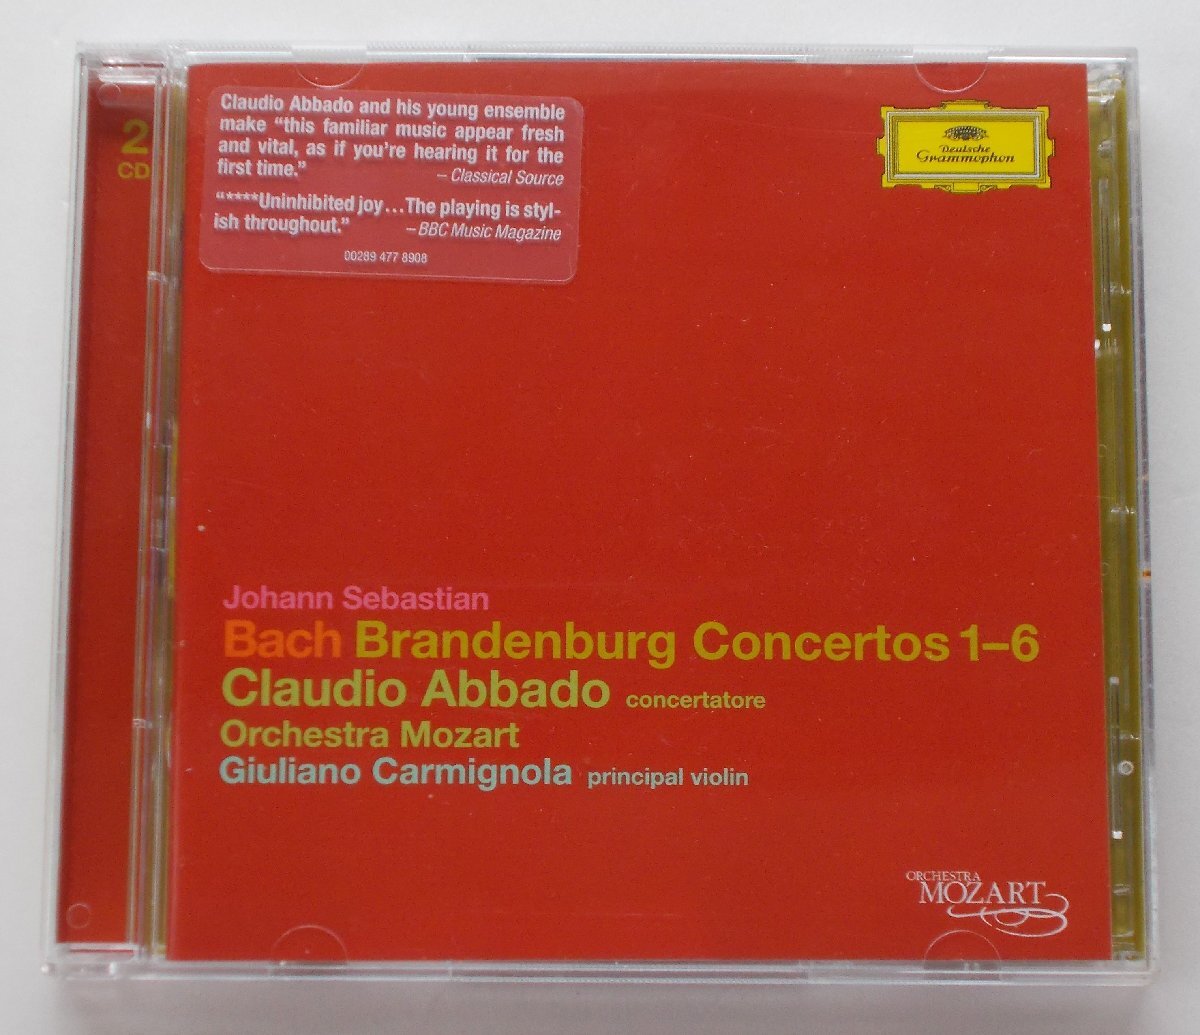 2
CD
Claudio Abbado and his young ensemble
make “this familiar music appear fresh
and vital, as if you’re hearing it for the
first time.”
– Classical Source
“****Uninhibited joy…The playing is styl-
ish throughout.”
– BBC Music Magazine
00289 477 8908
Deutsche
Grammophon
Johann Sebastian
Bach Brandenburg Concertos 1–6
Claudio Abbado concertatore
Orchestra Mozart
Giuliano Carmignola principal violin
ORCHESTRA
MOZART